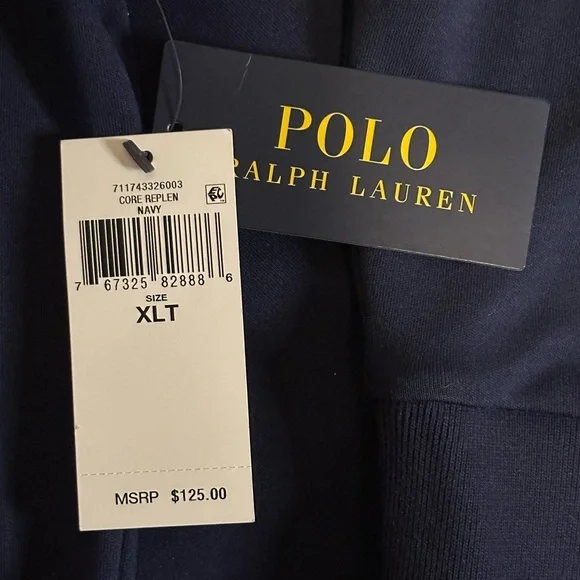 POLO
RALPH LAUREN
711743326003
CORE REPLEN
NAVY
7 67325 82888 6
SIZE
XLT
MSRP $125.00